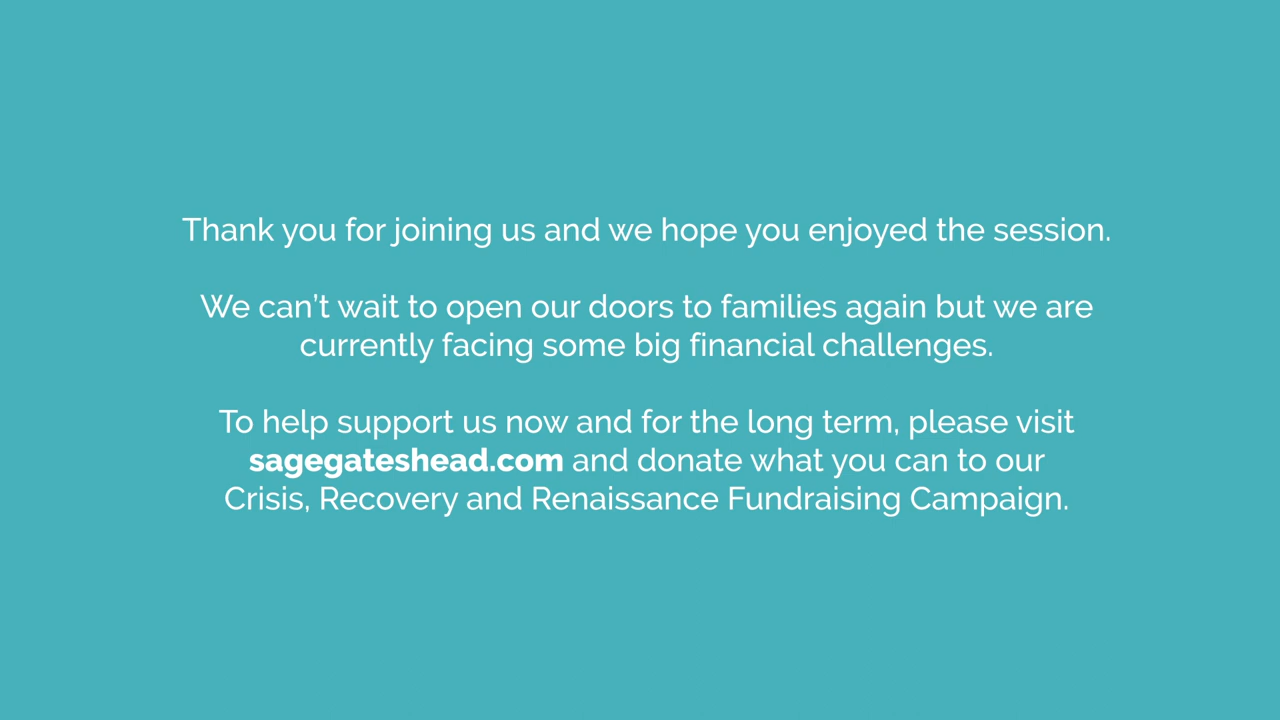 Thank you for joining us and we hope you enjoyed the session.
We can’t wait to open our doors to families again but we are
currently facing some big financial challenges.
To help support us now and for the long term, please visit
sagegateshead.com and donate what you can to our
Crisis, Recovery and Renaissance Fundraising Campaign.